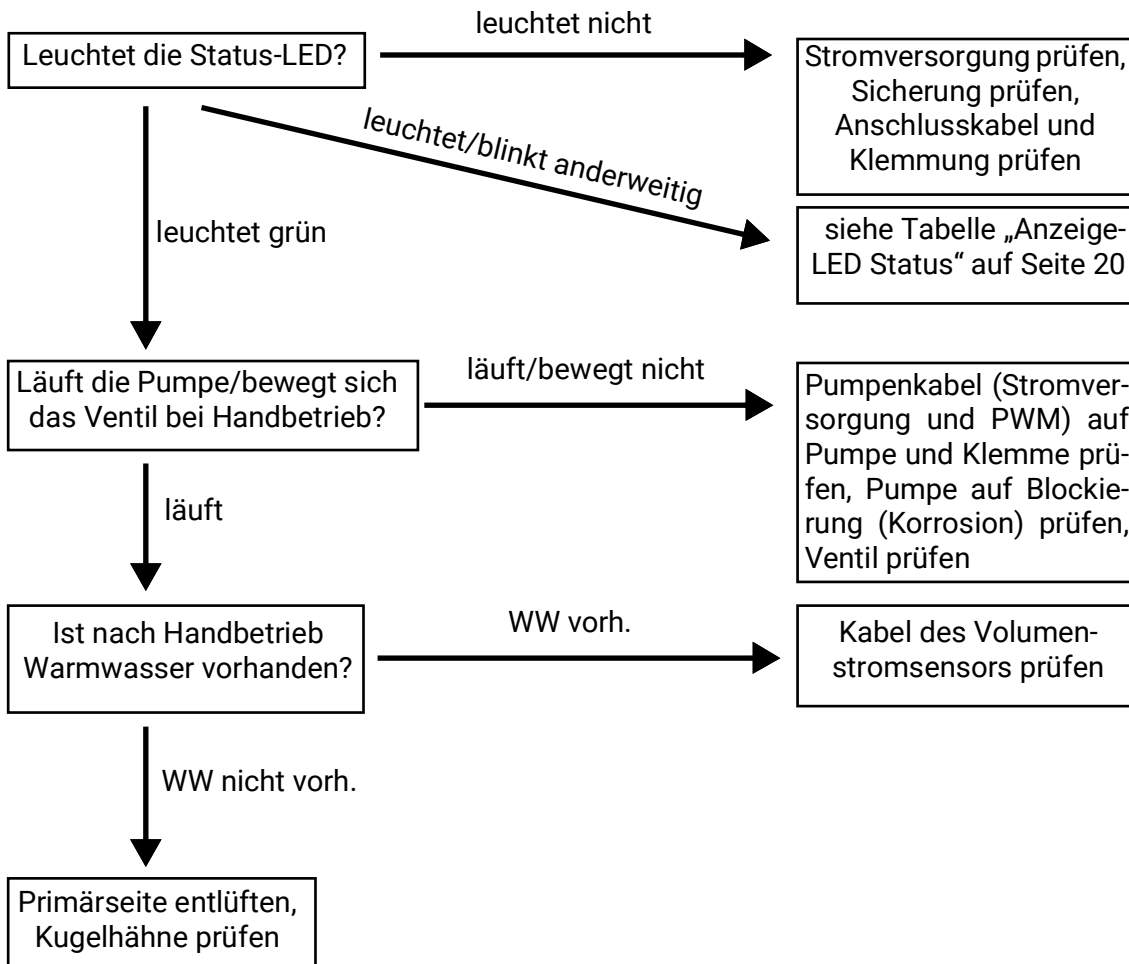 leuchtet nicht
Leuchtet die Status-LED?
Stromversorgung prüfen,
Sicherung prüfen,
Anschlusskabel und
Klemmung prüfen
leuchtet/blinkt anderweitig
siehe Tabelle „Anzeige-
LED Status“ auf Seite 20
leuchtet grün
Läuft die Pumpe/bewegt sich
das Ventil bei Handbetrieb?
läuft/bewegt nicht
Pumpenkabel (Stromver-
sorgung und PWM) auf
Pumpe und Klemme prü-
fen, Pumpe auf Blockie-
rung (Korrosion) prüfen,
Ventil prüfen
läuft
Ist nach Handbetrieb
Warmwasser vorhanden?
WW vorh.
Kabel des Volumen-
stromsensors prüfen
WW nicht vorh.
Primärseite entlüften,
Kugelhähne prüfen